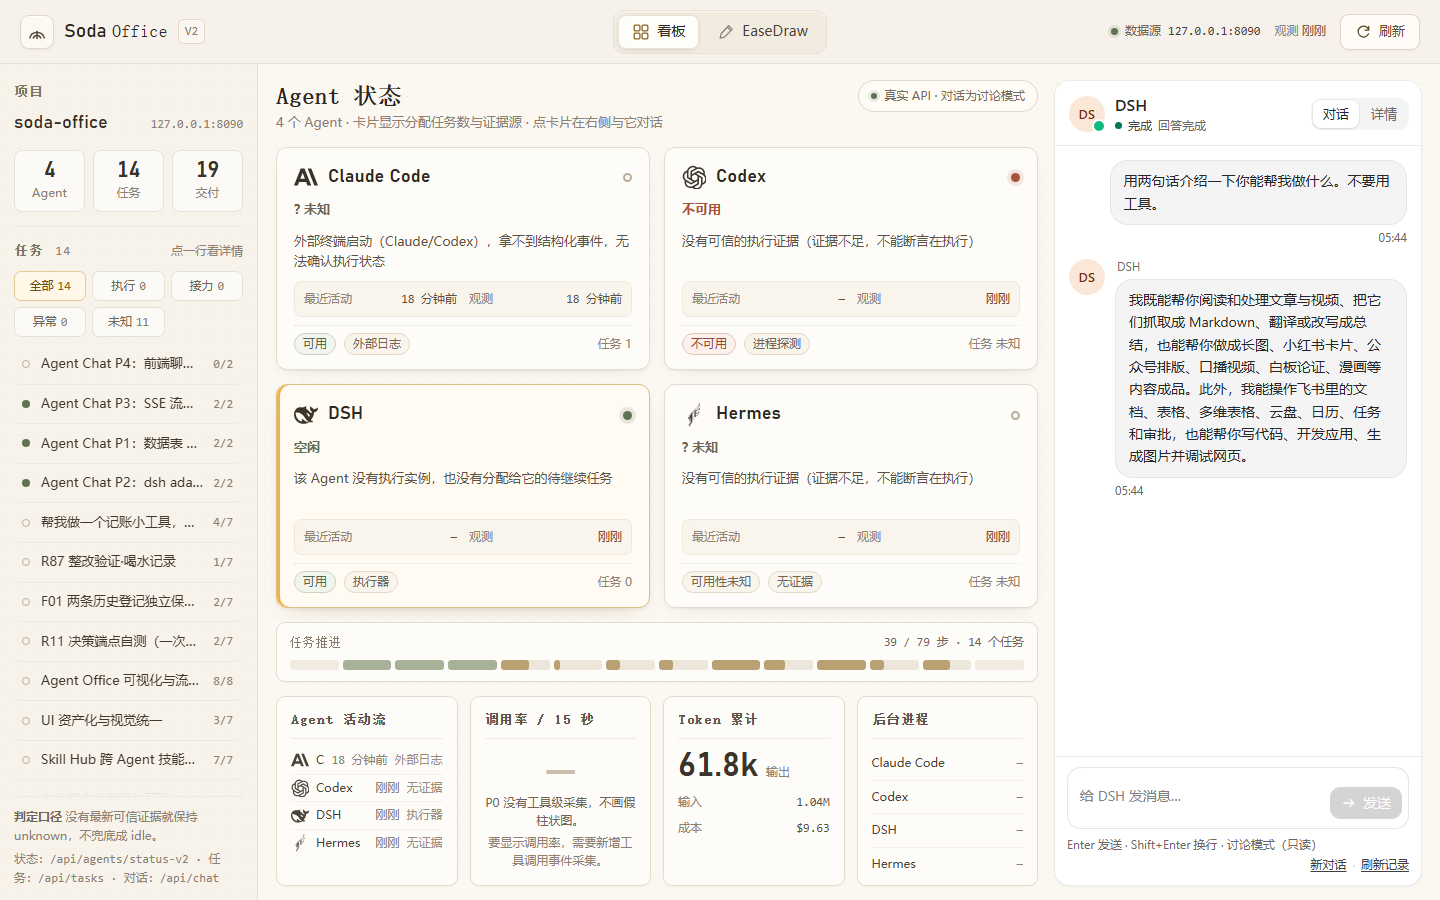 Soda Office V2
看板
EaseDraw
数据源 127.0.0.1:8090
观测 刚刚
刷新
项目
soda-office 127.0.0.1:8090
4 Agent
14 任务
19 交付
任务 14 点一行看详情
全部 14
执行 0
接力 0
异常 0
未知 11
Agent Chat P4：前端聊... 0/2
Agent Chat P3：SSE 流... 2/2
Agent Chat P1：数据表 ... 2/2
Agent Chat P2：dsh ada... 2/2
帮我做一个记账小工具，... 4/7
R87 整改验证·喝水记录 1/7
F01 两条历史登记独立保... 2/7
R11 决策端点自测（一次... 2/7
Agent Office 可视化与流... 8/8
UI 资产化与视觉统一 3/7
Skill Hub 跨 Agent 技能... 7/7
判定口径 没有最新可信证据就保持
unknown，不兜底成 idle。
状态：/api/agents/status-v2 · 任
务：/api/tasks · 对话：/api/chat
Agent 状态
4 个 Agent · 卡片显示分配任务数与证据源 · 点卡片在右侧与它对话
真实 API · 对话为讨论模式
Claude Code
? 未知
外部终端启动（Claude/Codex），拿不到结构化事件，无
法确认执行状态
最近活动 18 分钟前 观测 18 分钟前
可用 外部日志 任务 1
Codex
不可用
没有可信的执行证据（证据不足，不能断言在执行）
最近活动 – 观测 刚刚
不可用 进程探测 任务 未知
DSH
空闲
该 Agent 没有执行实例，也没有分配给它的待继续任务
最近活动 – 观测 刚刚
可用 执行器 任务 0
Hermes
? 未知
没有可信的执行证据（证据不足，不能断言在执行）
最近活动 – 观测 刚刚
可用性未知 无证据 任务 未知
任务推进 39 / 79 步 · 14 个任务
Agent 活动流
C 18 分钟前 外部日志
Codex 刚刚 无证据
DSH 刚刚 执行器
Hermes 刚刚 无证据
调用率 / 15 秒
—
P0 没有工具级采集，不画假
柱状图。
要显示调用率，需要新增工
具调用事件采集。
Token 累计
61.8k 输出
输入 1.04M
成本 $9.63
后台进程
Claude Code –
Codex –
DSH –
Hermes –
DS
DSH
完成 回答完成
对话
详情
用两句话介绍一下你能帮我做什么。不要用
工具。
05:44
DS
DSH
我既能帮你阅读和处理文章与视频、把它
们抓取成 Markdown、翻译或改写成总
结，也能帮你做成长图、小红书卡片、公
众号排版、口播视频、白板论证、漫画等
内容成品。此外，我能操作飞书里的文
档、表格、多维表格、云盘、日历、任务
和审批，也能帮你写代码、开发应用、生
成图片并调试网页。
05:44
给 DSH 发消息...
发送
Enter 发送 · Shift+Enter 换行 · 讨论模式（只读）
新对话 · 刷新记录